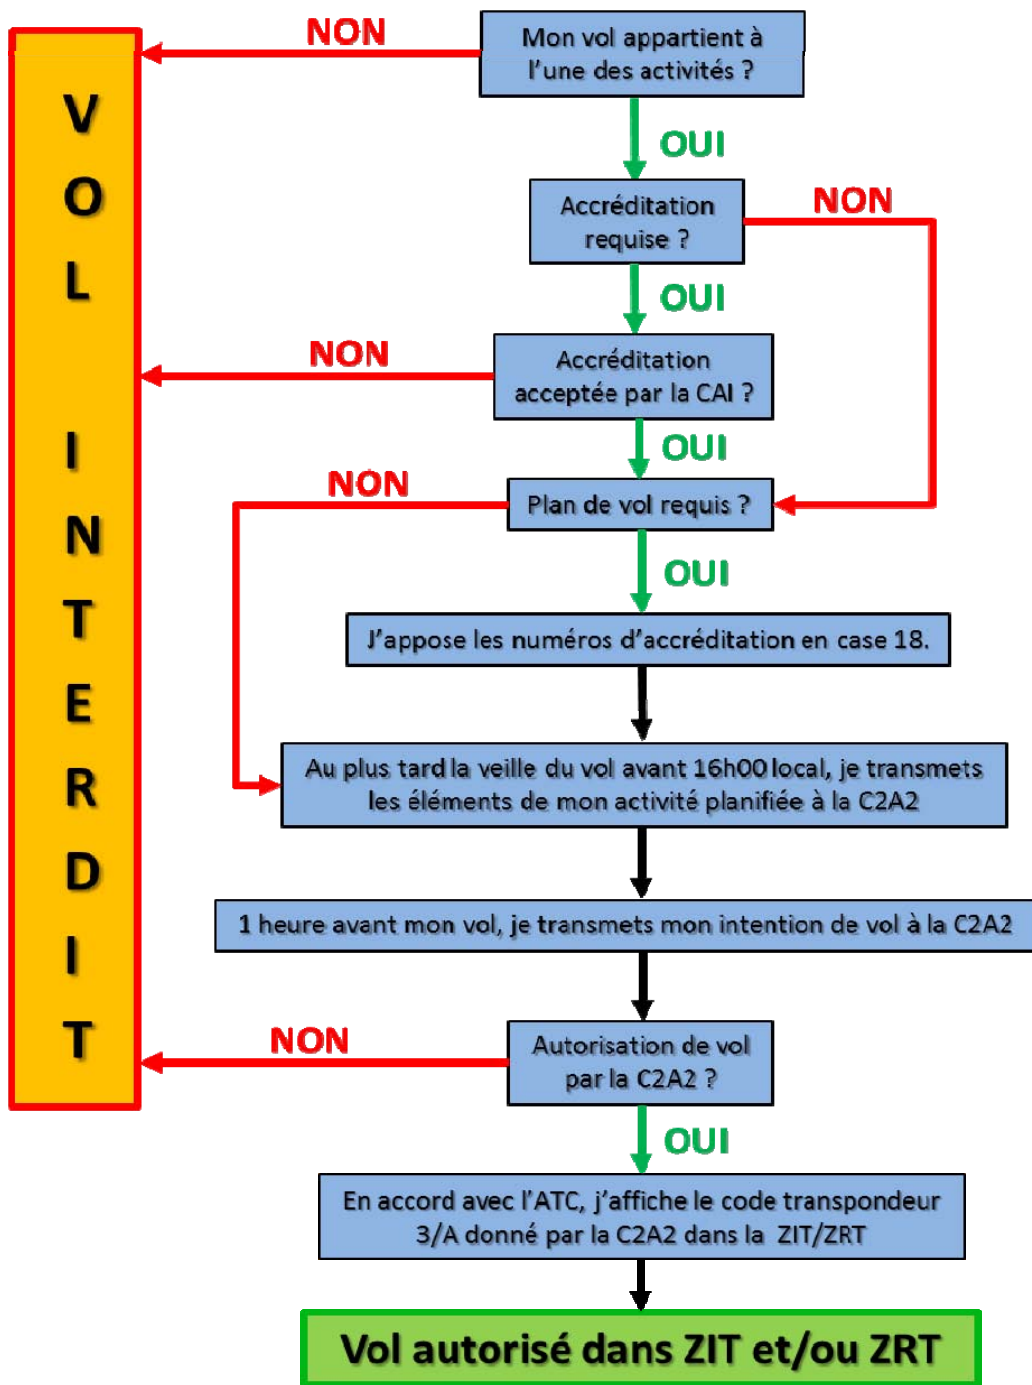 NON
Mon vol appartient à
l'une des activités ?
OUI
Accréditation
requise ?
NON
OUI
NON
Accréditation
acceptée par la CAI ?
OUI
NON
Plan de vol requis ?
OUI
J'appose les numéros d'accréditation en case 18.
Au plus tard la veille du vol avant 16h00 local, je transmets
les éléments de mon activité planifiée à la C2A2
1 heure avant mon vol, je transmets mon intention de vol à la C2A2
NON
Autorisation de vol
par la C2A2 ?
OUI
En accord avec l'ATC, j'affiche le code transpondeur
3/A donné par la C2A2 dans la ZIT/ZRT
Vol autorisé dans ZIT et/ou ZRT
VOL INTERDIT